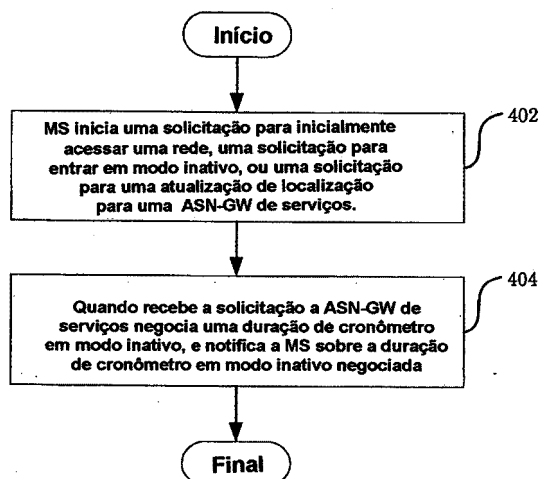 Início
MS inicia uma solicitação para inicialmente
acessar uma rede, uma solicitação para
entrar em modo inativo, ou uma solicitação
para uma atualização de localização
para uma ASN-GW de serviços.
402
Quando recebe a solicitação a ASN-GW de
serviços negocia uma duração de cronômetro
em modo inativo, e notifica a MS sobre a duração
de cronômetro em modo inativo negociada
404
Final